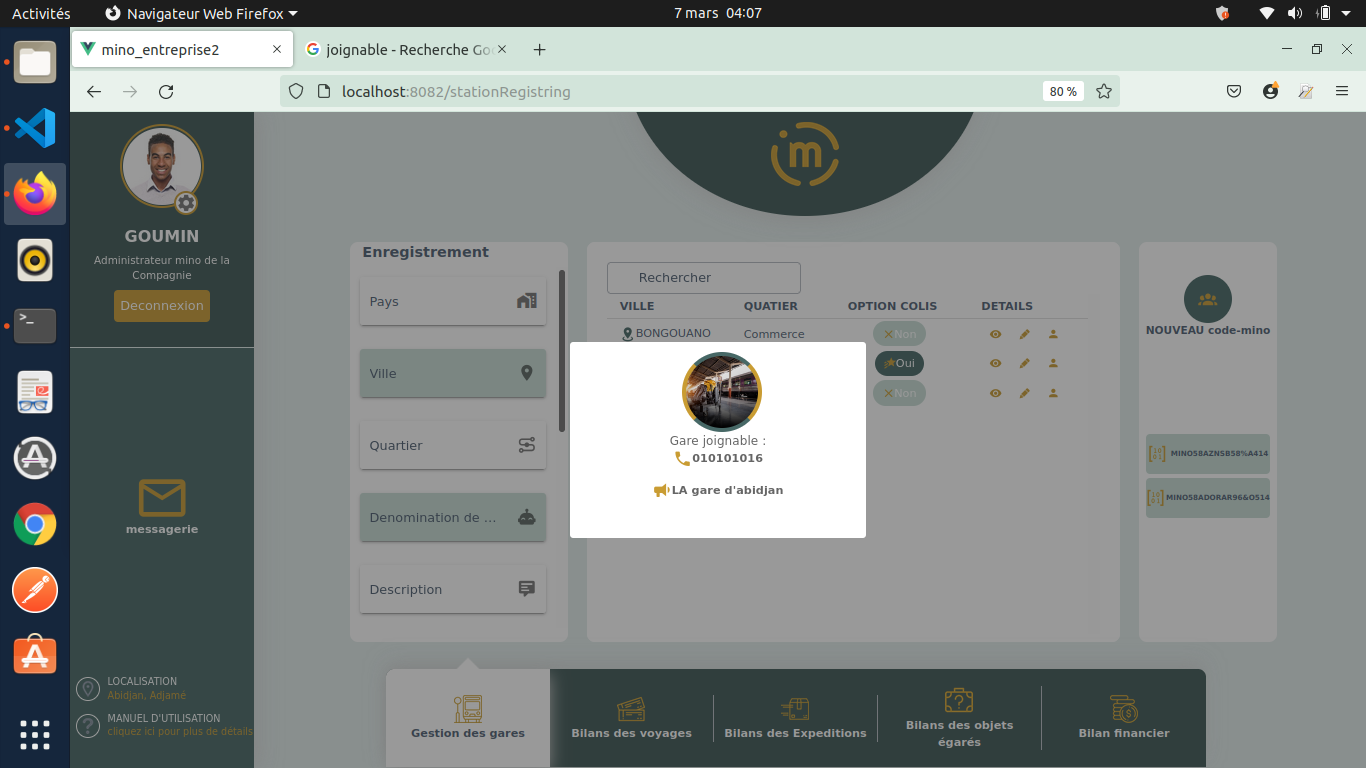 Activités
Navigateur Web Firefox
7 mars 04:07
mino_entreprise2
joignable - Recherche Goo
localhost:8082/stationRegistring
80 %
GOUMIN
Administrateur mino de la
Compagnie
Deconnexion
messagerie
LOCALISATION
Abidjan, Adjamé
MANUEL D'UTILISATION
cliquez ici pour plus de détails
m
Enregistrement
Pays
Ville
Quartier
Denomination de ...
Description
Rechercher
VILLE QUATIER OPTION COLIS DETAILS
BONGOUANO Commerce Non
Oui
Non
Gare joignable :
010101016
LA gare d'abidjan
NOUVEAU code-mino
MINO58AZNSB58%A414
MINO58ADORAR96&O514
Gestion des gares
Bilans des voyages
Bilans des Expeditions
Bilans des objets
égarés
Bilan financier